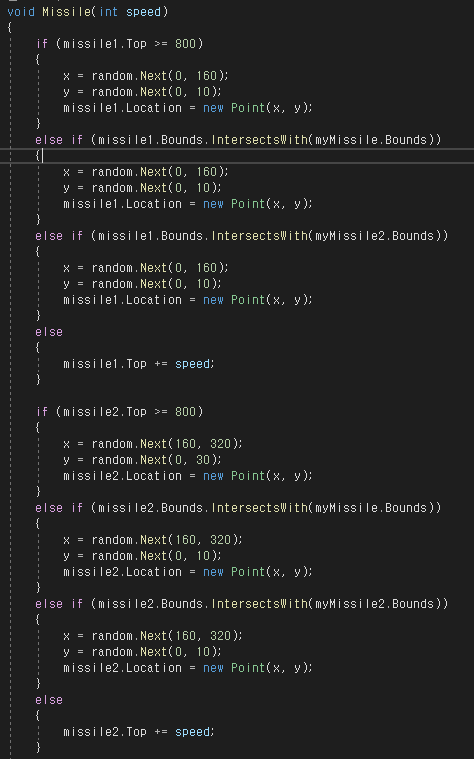 void Missile(int speed)
{
if (missile1.Top >= 800)
{
x = random.Next(0, 160);
y = random.Next(0, 10);
missile1.Location = new Point(x, y);
}
else if (missile1.Bounds.IntersectsWith(myMissile.Bounds))
{
x = random.Next(0, 160);
y = random.Next(0, 10);
missile1.Location = new Point(x, y);
}
else if (missile1.Bounds.IntersectsWith(myMissile2.Bounds))
{
x = random.Next(0, 160);
y = random.Next(0, 10);
missile1.Location = new Point(x, y);
}
else
{
missile1.Top += speed;
}
if (missile2.Top >= 800)
{
x = random.Next(160, 320);
y = random.Next(0, 30);
missile2.Location = new Point(x, y);
}
else if (missile2.Bounds.IntersectsWith(myMissile.Bounds))
{
x = random.Next(160, 320);
y = random.Next(0, 10);
missile2.Location = new Point(x, y);
}
else if (missile2.Bounds.IntersectsWith(myMissile2.Bounds))
{
x = random.Next(160, 320);
y = random.Next(0, 10);
missile2.Location = new Point(x, y);
}
else
{
missile2.Top += speed;
}